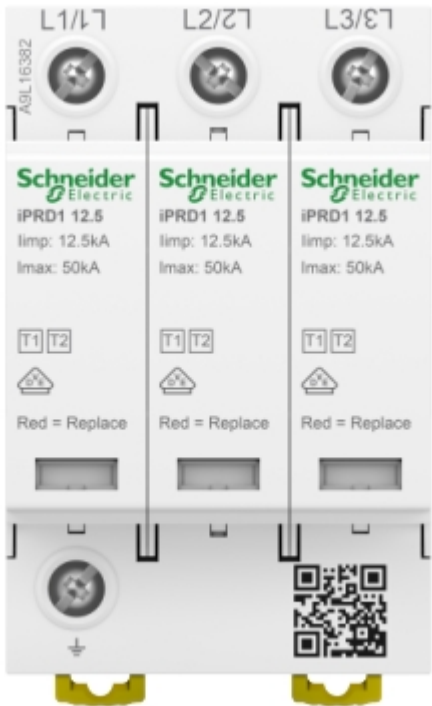 L1/L1 L2/L2 L3/L3
A9L16382
Schneider Electric Schneider Electric Schneider Electric
iPRD1 12.5 iPRD1 12.5 iPRD1 12.5
Iimp: 12.5kA Iimp: 12.5kA Iimp: 12.5kA
Imax: 50kA Imax: 50kA Imax: 50kA
T1 T2 T1 T2 T1 T2
Red = Replace Red = Replace Red = Replace